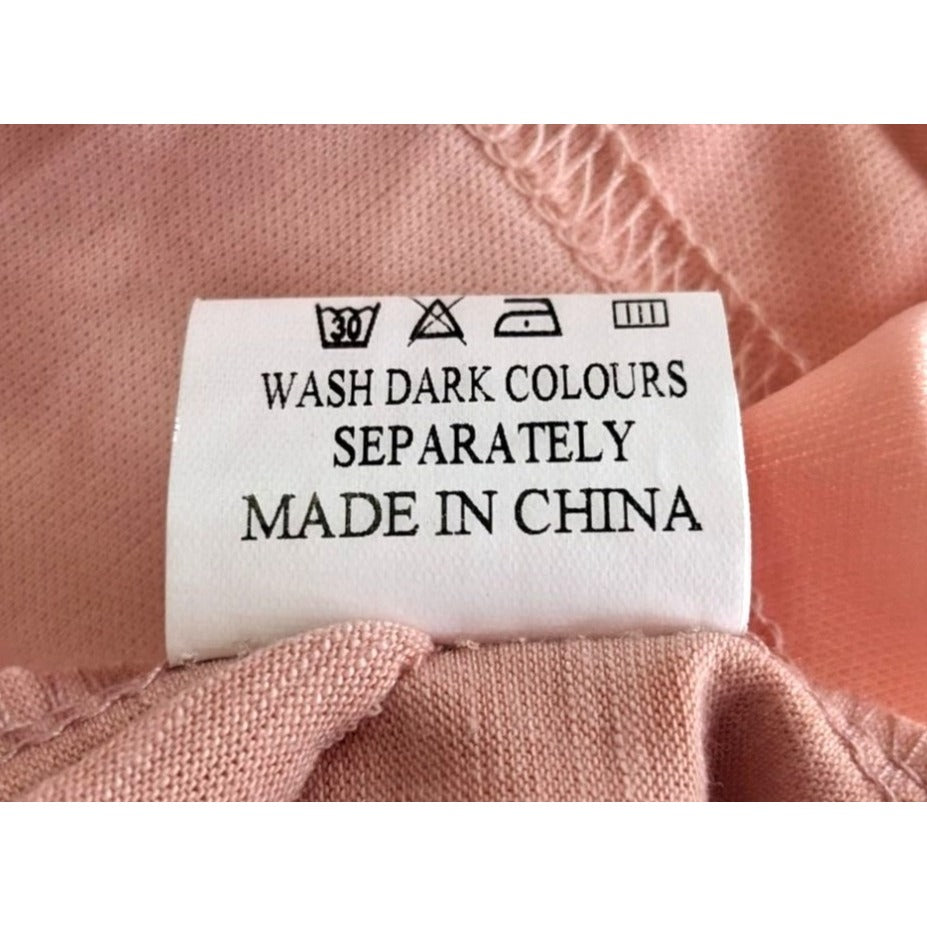 30
WASH DARK COLOURS
SEPARATELY
MADE IN CHINA